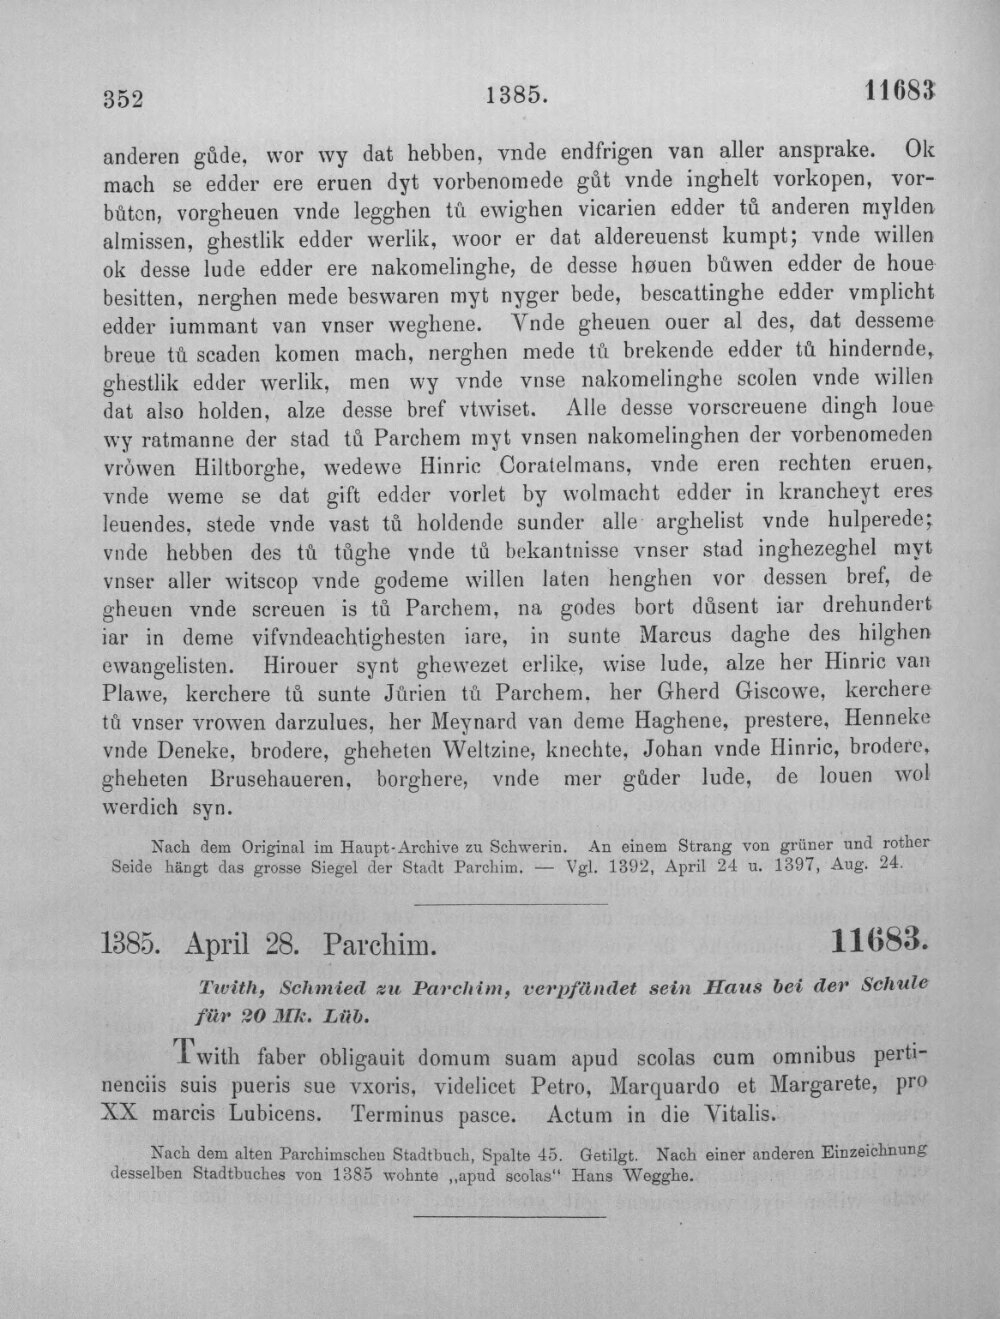 352 1385. 11683
anderen gůde, wor wy dat hebben, vnde endfrigen van aller ansprake. Ok
mach se edder ere eruen dyt vorbenomede gůt vnde inghelt vorkopen, vor-
bůten, vorgheuen vnde legghen tů ewighen vicarien edder tů anderen mylden
almissen, ghestlik edder werlik, woor er dat aldereuenst kumpt; vnde willen
ok desse lude edder ere nakomelinghe, de desse høuen bůwen edder de houe
besitten, nerghen mede beswaren myt nyger bede, bescattinghe edder vmplicht
edder iummant van vnser weghene. Vnde gheuen ouer al des, dat desseme
breue tů scaden komen mach, nerghen mede tů brekende edder tů hindernde,
ghestlik edder werlik, men wy vnde vnse nakomelinghe scolen vnde willen
dat also holden, alze desse bref vtwiset. Alle desse vorscreuene dingh loue
wy ratmanne der stad tů Parchem myt vnsen nakomelinghen der vorbenomeden
vröwen Hiltborghe, wedewe Hinric Coratelmans, vnde eren rechten eruen,
vnde weme se dat gift edder vorlet by wolmacht edder in krancheyt eres
leuendes, stede vnde vast tů holdende sunder alle arghelist vnde hulperede;
vnde hebben des tů tůghe vnde tů bekantnisse vnser stad inghezeghel myt
vnser aller witscop vnde godeme willen laten henghen vor dessen bref, de
gheuen vnde screuen is tů Parchem, na godes bort důsent iar drehundert
iar in deme vifvndeachtighesten iare, in sunte Marcus daghe des hilghen
ewangelisten. Hirouer synt ghewezet erlike, wise lude, alze her Hinric van
Plawe, kerchere tů sunte Jůrien tů Parchem, her Gherd Giscowe, kerchere
tů vnser vrowen darzulues, her Meynard van deme Haghene, prestere, Henneke
vnde Deneke, brodere, gheheten Weltzine, knechte, Johan vnde Hinric, brodere,
gheheten Brusehaueren, borghere, vnde mer gůder lude, de louen wol
werdich syn.
Nach dem Original im Haupt-Archive zu Schwerin. An einem Strang von grüner und rother
Seide hängt das grosse Siegel der Stadt Parchim. — Vgl. 1392, April 24 u. 1397, Aug. 24.
1385. April 28. Parchim. 11683.
Twith, Schmied zu Parchim, verpfändet sein Haus bei der Schule
für 20 Mk. Lüb.
Twith faber obligauit domum suam apud scolas cum omnibus perti-
nenciis suis pueris sue vxoris, videlicet Petro, Marquardo et Margarete, pro
XX marcis Lubicens. Terminus pasce. Actum in die Vitalis.
Nach dem alten Parchimschen Stadtbuch, Spalte 45. Getilgt. Nach einer anderen Einzeichnung
desselben Stadtbuches von 1385 wohnte „apud scolas“ Hans Wegghe.